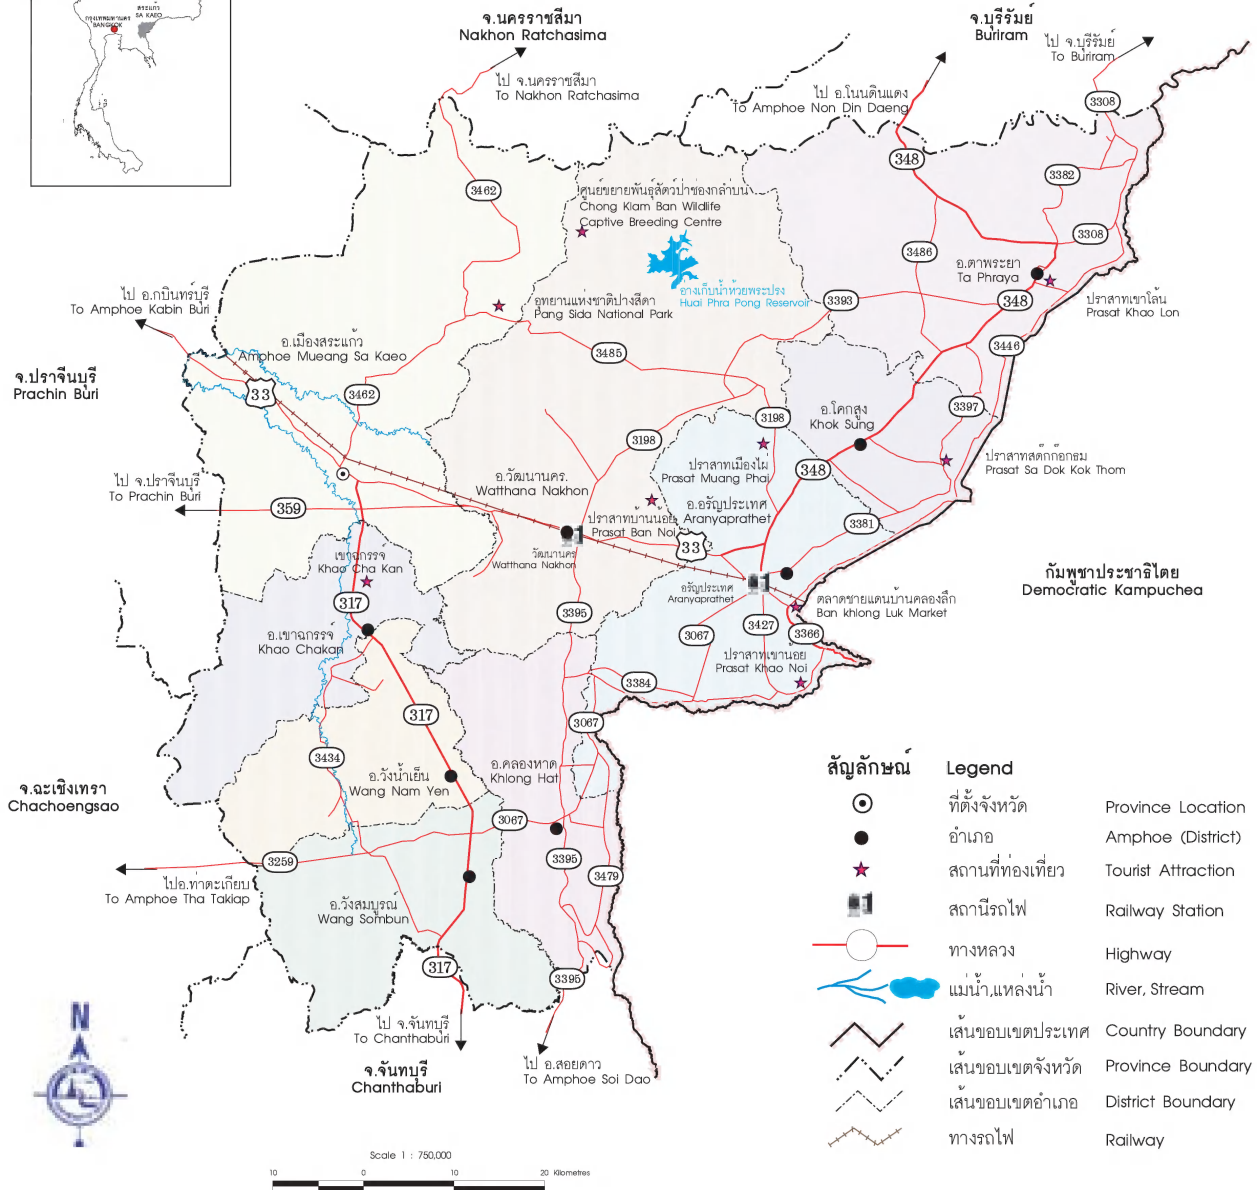 สระแก้ว
SA KAEO
กรุงเทพมหานคร
BANGKOK
จ.นครราชสีมา
Nakhon Ratchasima
จ.บุรีรัมย์
Buriram
ไป จ.บุรีรัมย์
To Buriram
ไป จ.นครราชสีมา
To Nakhon Ratchasima
ไป อ.โนนดินแดง
To Amphoe Non Din Daeng
3308
348
3462
3382
ศูนย์ขยายพันธุ์สัตว์ป่าช่องกล่ำบน
Chong Klam Ban Wildlife
Captive Breeding Centre
3308
3486
อ.ตาพระยา
Ta Phraya
อ่างเก็บน้ำห้วยพระปรง
Huai Phra Pong Reservoir
3393
348
ปราสาทเขาโล้น
Prasat Khao Lon
ไป อ.กบินทร์บุรี
To Amphoe Kabin Buri
อุทยานแห่งชาติปางสีดา
Pang Sida National Park
อ.เมืองสระแก้ว
Amphoe Mueang Sa Kaeo
3485
3446
จ.ปราจีนบุรี
Prachin Buri
33
3462
3397
3198
อ.โคกสูง
Khok Sung
3198
ปราสาทเมืองไผ่
Prasat Muang Phai
348
ปราสาทสด๊กก๊อกธม
Prasat Sa Dok Kok Thom
ไป จ.ปราจีนบุรี
To Prachin Buri
อ.วัฒนานคร.
Watthana Nakhon
359
อ.อรัญประเทศ
Aranyaprathet
ปราสาทบ้านน้อย
Prasat Ban Noi
3381
33
วัฒนานคร
Watthana Nakhon
เขาฉกรรจ์
Khao Cha Kan
กัมพูชาประชาธิปไตย
Democratic Kampuchea
อรัญประเทศ
Aranyaprathet
ตลาดชายแดนบ้านคลองลึก
Ban khlong Luk Market
317
3395
3067
3427
3366
อ.เขาฉกรรจ์
Khao Chakan
ปราสาทเขาน้อย
Prasat Khao Noi
3384
317
3067
3434
อ.วังน้ำเย็น
Wang Nam Yen
อ.คลองหาด
Khlong Hat
จ.ฉะเชิงเทรา
Chachoengsao
3067
3259
3395
3479
ไปอ.ท่าตะเกียบ
To Amphoe Tha Takiap
อ.วังสมบูรณ์
Wang Sombun
317
3395
ไป จ.จันทบุรี
To Chanthaburi
ไป อ.สอยดาว
To Amphoe Soi Dao
จ.จันทบุรี
Chanthaburi
N
สัญลักษณ์ Legend
ที่ตั้งจังหวัด Province Location
อำเภอ Amphoe (District)
สถานที่ท่องเที่ยว Tourist Attraction
สถานีรถไฟ Railway Station
ทางหลวง Highway
แม่น้ำ,แหล่งน้ำ River, Stream
เส้นขอบเขตประเทศ Country Boundary
เส้นขอบเขตจังหวัด Province Boundary
เส้นขอบเขตอำเภอ District Boundary
ทางรถไฟ Railway
Scale 1 : 750,000
10 0 10 20 Kilometres